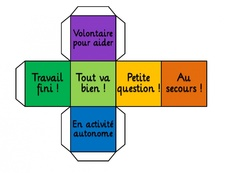 Volontaire
pour aider
Travail
fini !
Tout va
bien !
Petite
question !
Au
secours !
En activité
autonome